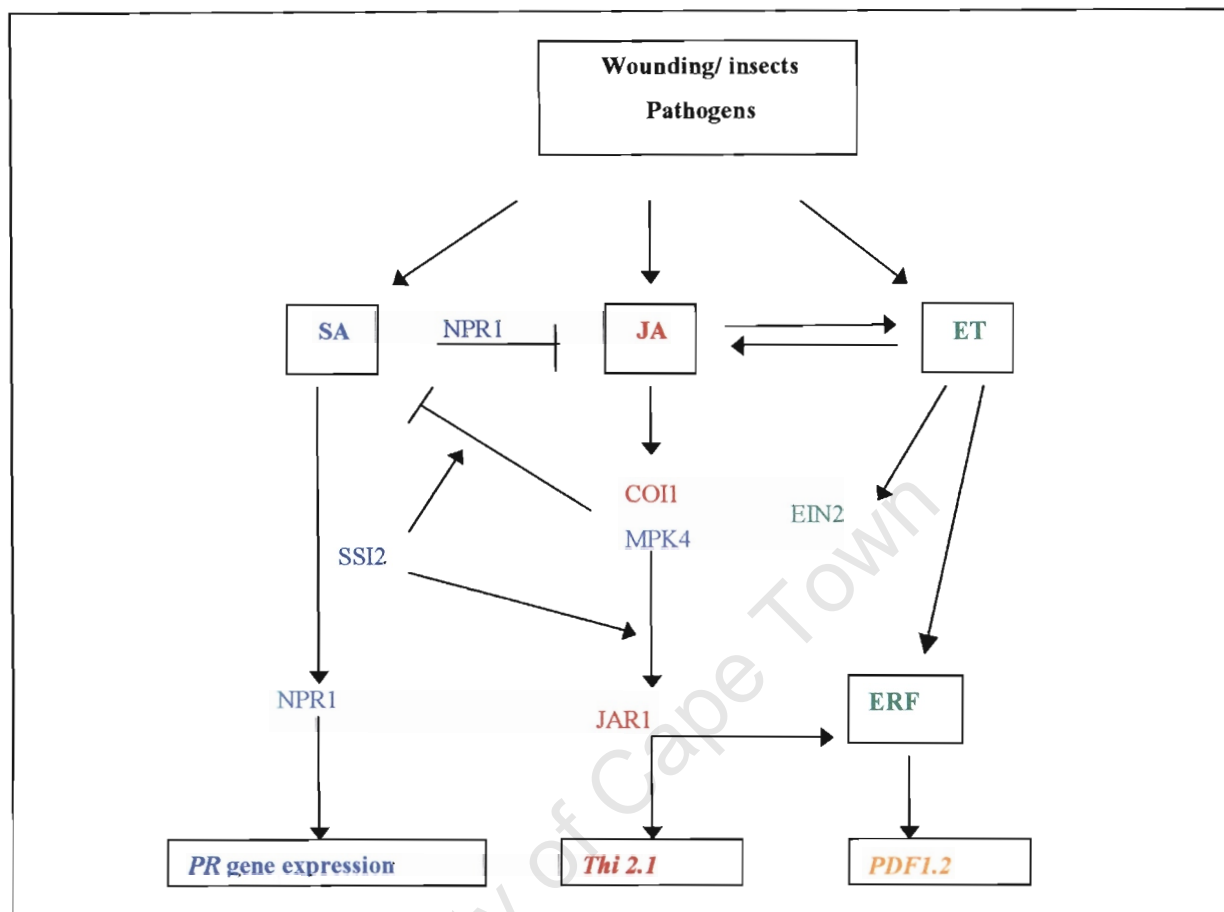 Wounding/ insects
Pathogens
SA
NPR1
JA
ET
COI1
MPK4
EIN2
SSI2
NPR1
JAR1
ERF
PR gene expression
Thi 2.1
PDF1.2
University of Cape Town